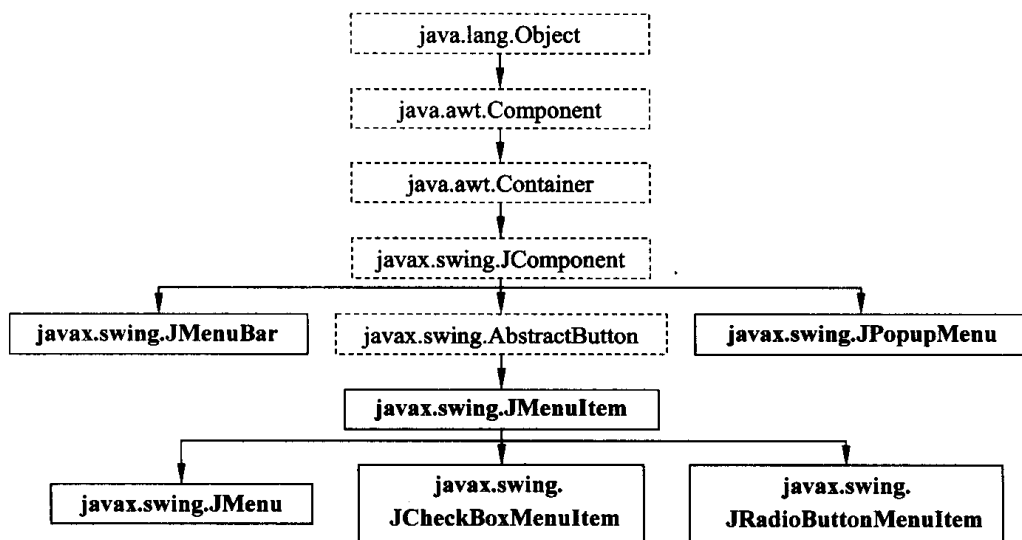 java.lang.Object
java.awt.Component
java.awt.Container
javax.swing.JComponent
javax.swing.JMenuBar
javax.swing.AbstractButton
javax.swing.JPopupMenu
javax.swing.JMenuItem
javax.swing.JMenu
javax.swing.
JCheckBoxMenuItem
javax.swing.
JRadioButtonMenuItem